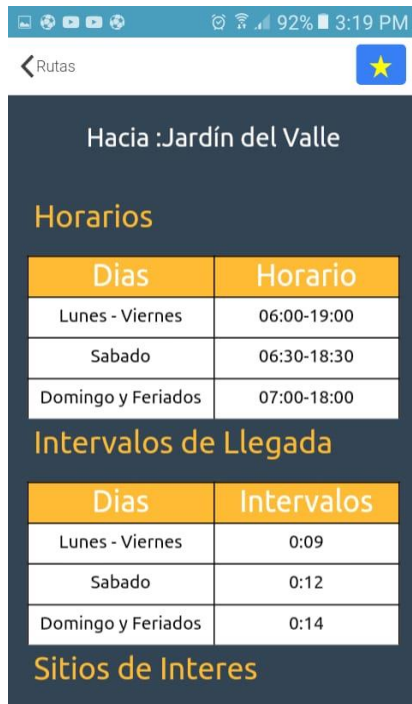 92% 3:19 PM
Rutas
Hacia :Jardín del Valle
Horarios
Dias Horario
Lunes - Viernes 06:00-19:00
Sabado 06:30-18:30
Domingo y Feriados 07:00-18:00
Intervalos de Llegada
Dias Intervalos
Lunes - Viernes 0:09
Sabado 0:12
Domingo y Feriados 0:14
Sitios de Interes